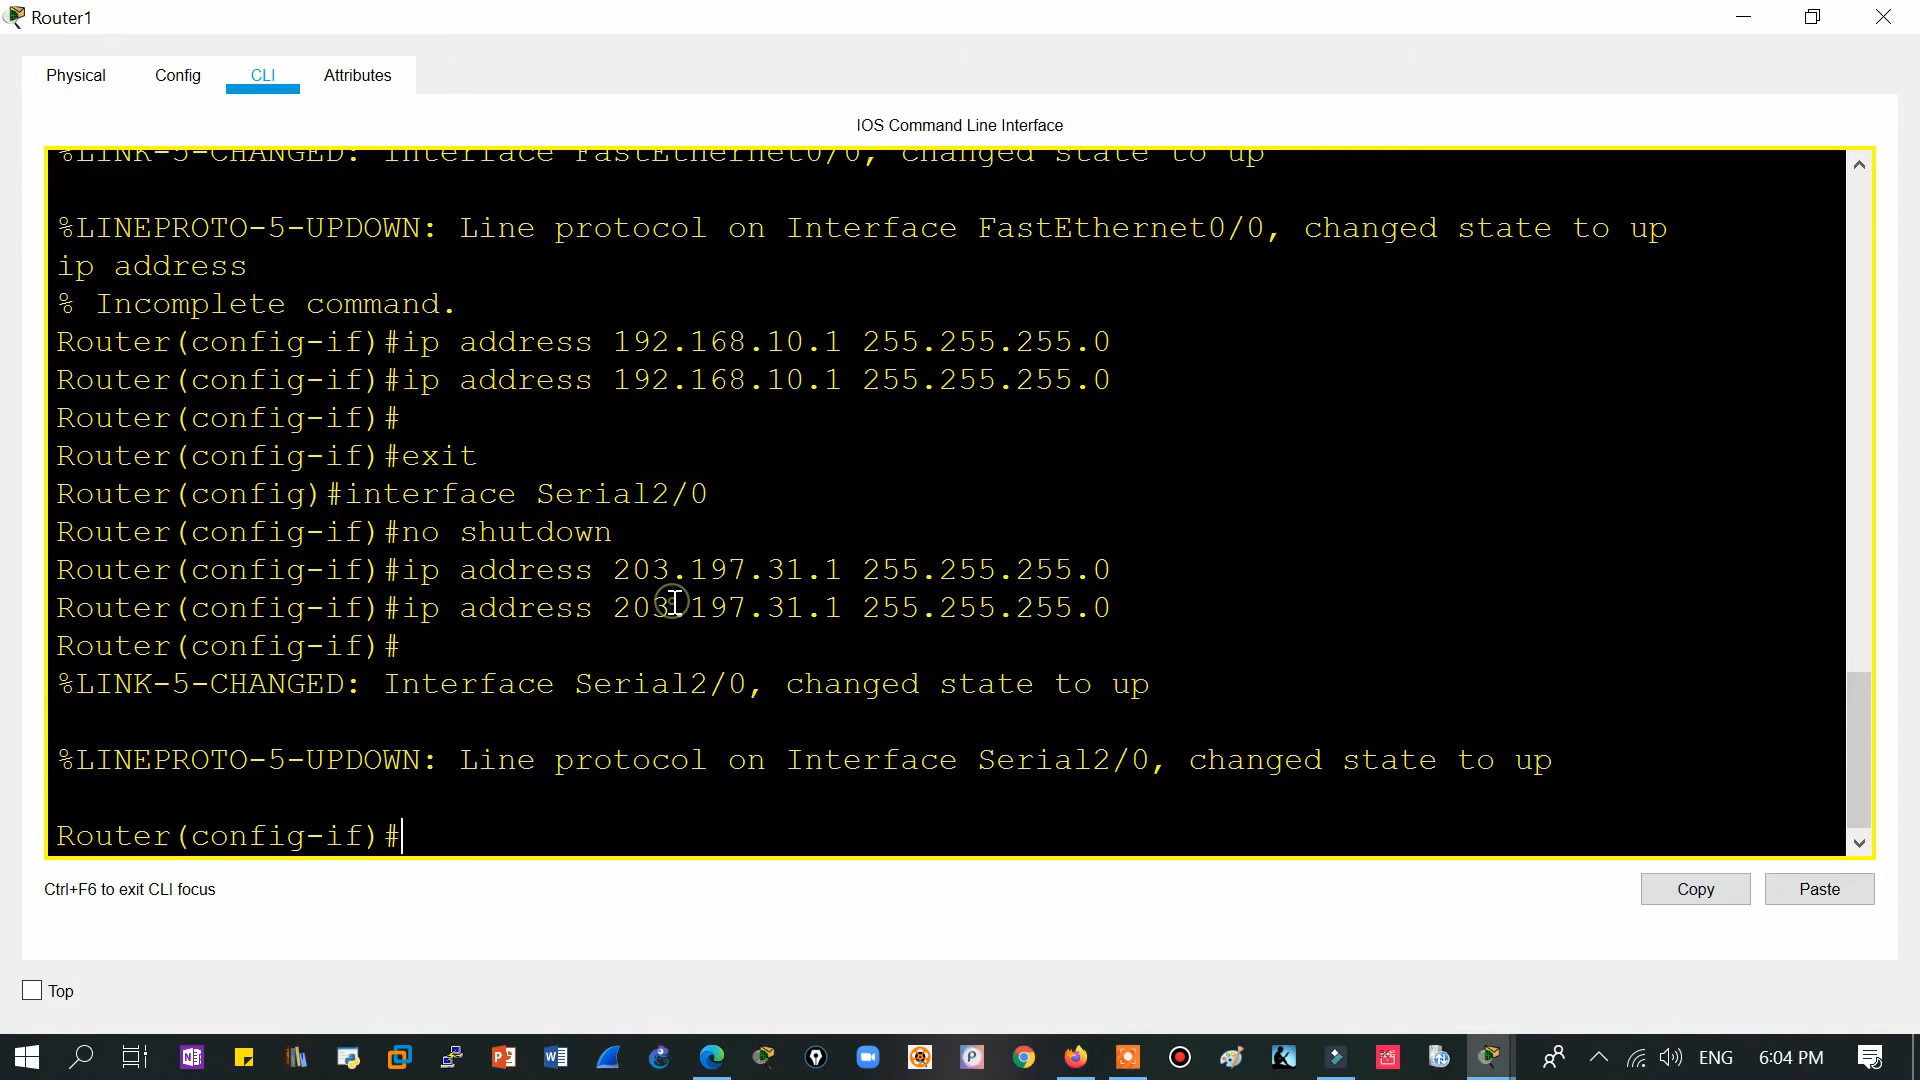 Router1
Physical Config CLI Attributes
IOS Command Line Interface
%LINK-5-CHANGED: Interface FastEthernet0/0, changed state to up
%LINEPROTO-5-UPDOWN: Line protocol on Interface FastEthernet0/0, changed state to up
ip address
% Incomplete command.
Router(config-if)#ip address 192.168.10.1 255.255.255.0
Router(config-if)#ip address 192.168.10.1 255.255.255.0
Router(config-if)#
Router(config-if)#exit
Router(config)#interface Serial2/0
Router(config-if)#no shutdown
Router(config-if)#ip address 203.197.31.1 255.255.255.0
Router(config-if)#ip address 203.197.31.1 255.255.255.0
Router(config-if)#
%LINK-5-CHANGED: Interface Serial2/0, changed state to up
%LINEPROTO-5-UPDOWN: Line protocol on Interface Serial2/0, changed state to up
Router(config-if)#
Ctrl+F6 to exit CLI focus
Copy Paste
Top
ENG 6:04 PM